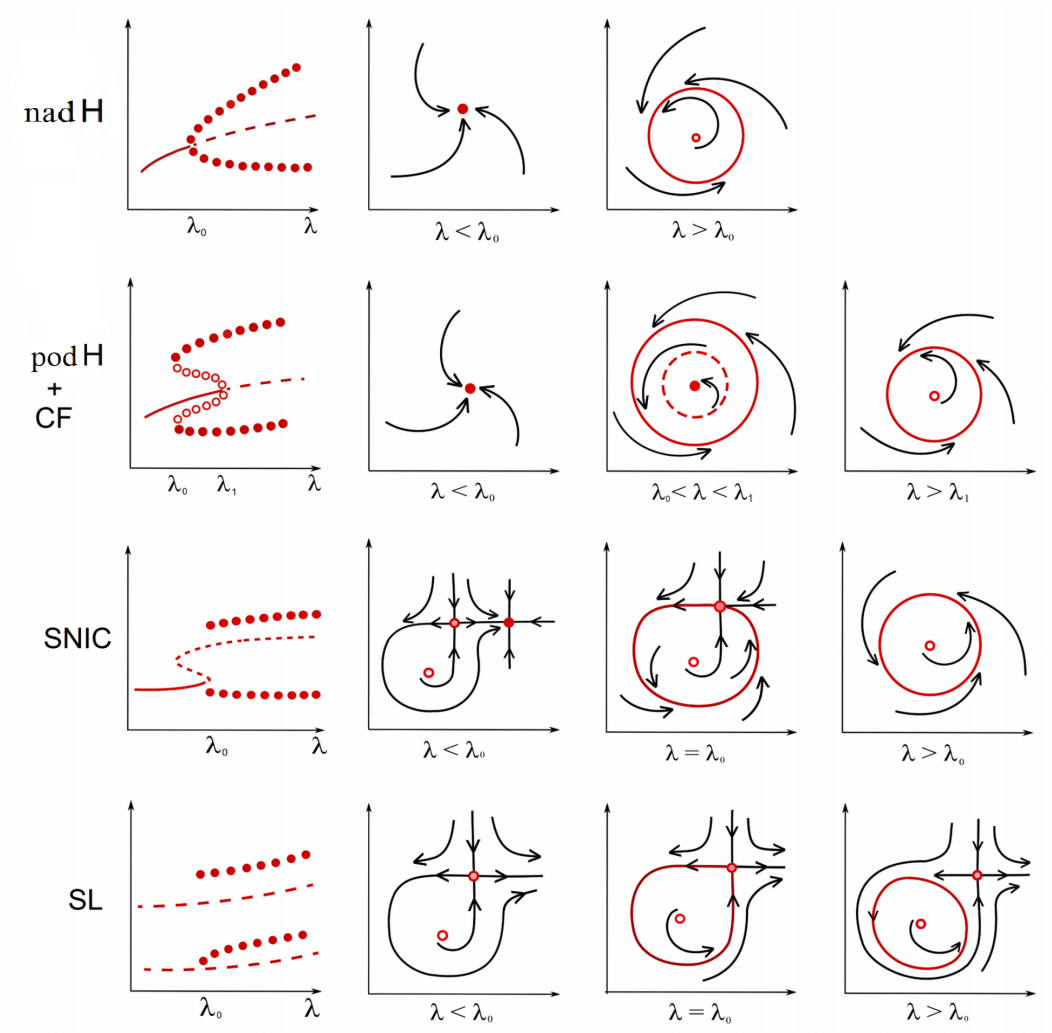 nad H
λ₀ λ
λ < λ₀
λ > λ₀
pod H
+
CF
λ₀ λ₁ λ
λ < λ₀
λ₀ < λ < λ₁
λ > λ₁
SNIC
λ₀ λ
λ < λ₀
λ = λ₀
λ > λ₀
SL
λ₀ λ
λ < λ₀
λ = λ₀
λ > λ₀